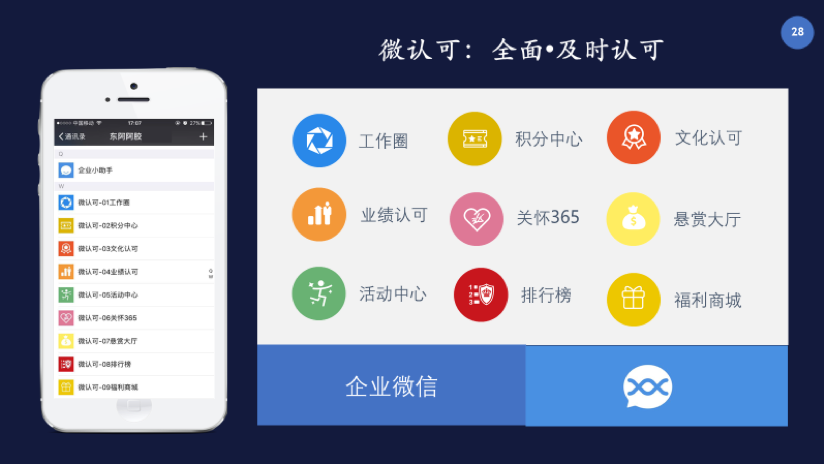 28
微认可：全面•及时认可
中国移动 17:07 27%
通讯录 东阿阿胶 +
Q
企业小助手
W
微认可-01工作圈
微认可-02积分中心
微认可-03文化认可
微认可-04业绩认可
微认可-05活动中心
微认可-06关怀365
微认可-07悬赏大厅
微认可-08排行榜
微认可-09福利商城
Q
W
工作圈 积分中心 文化认可
业绩认可 关怀365 悬赏大厅
活动中心 排行榜 福利商城
企业微信